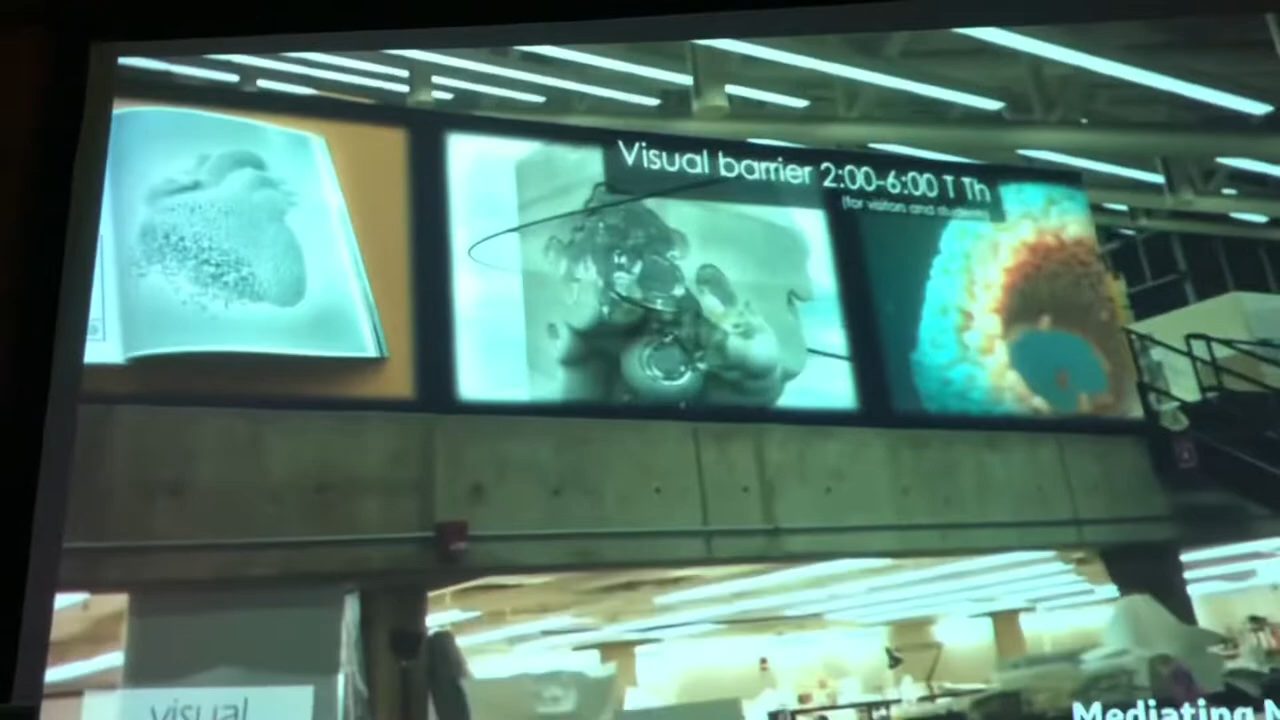 Visual barrier 2:00-6:00 T Th
(for visitors and students)
visual
Mediating